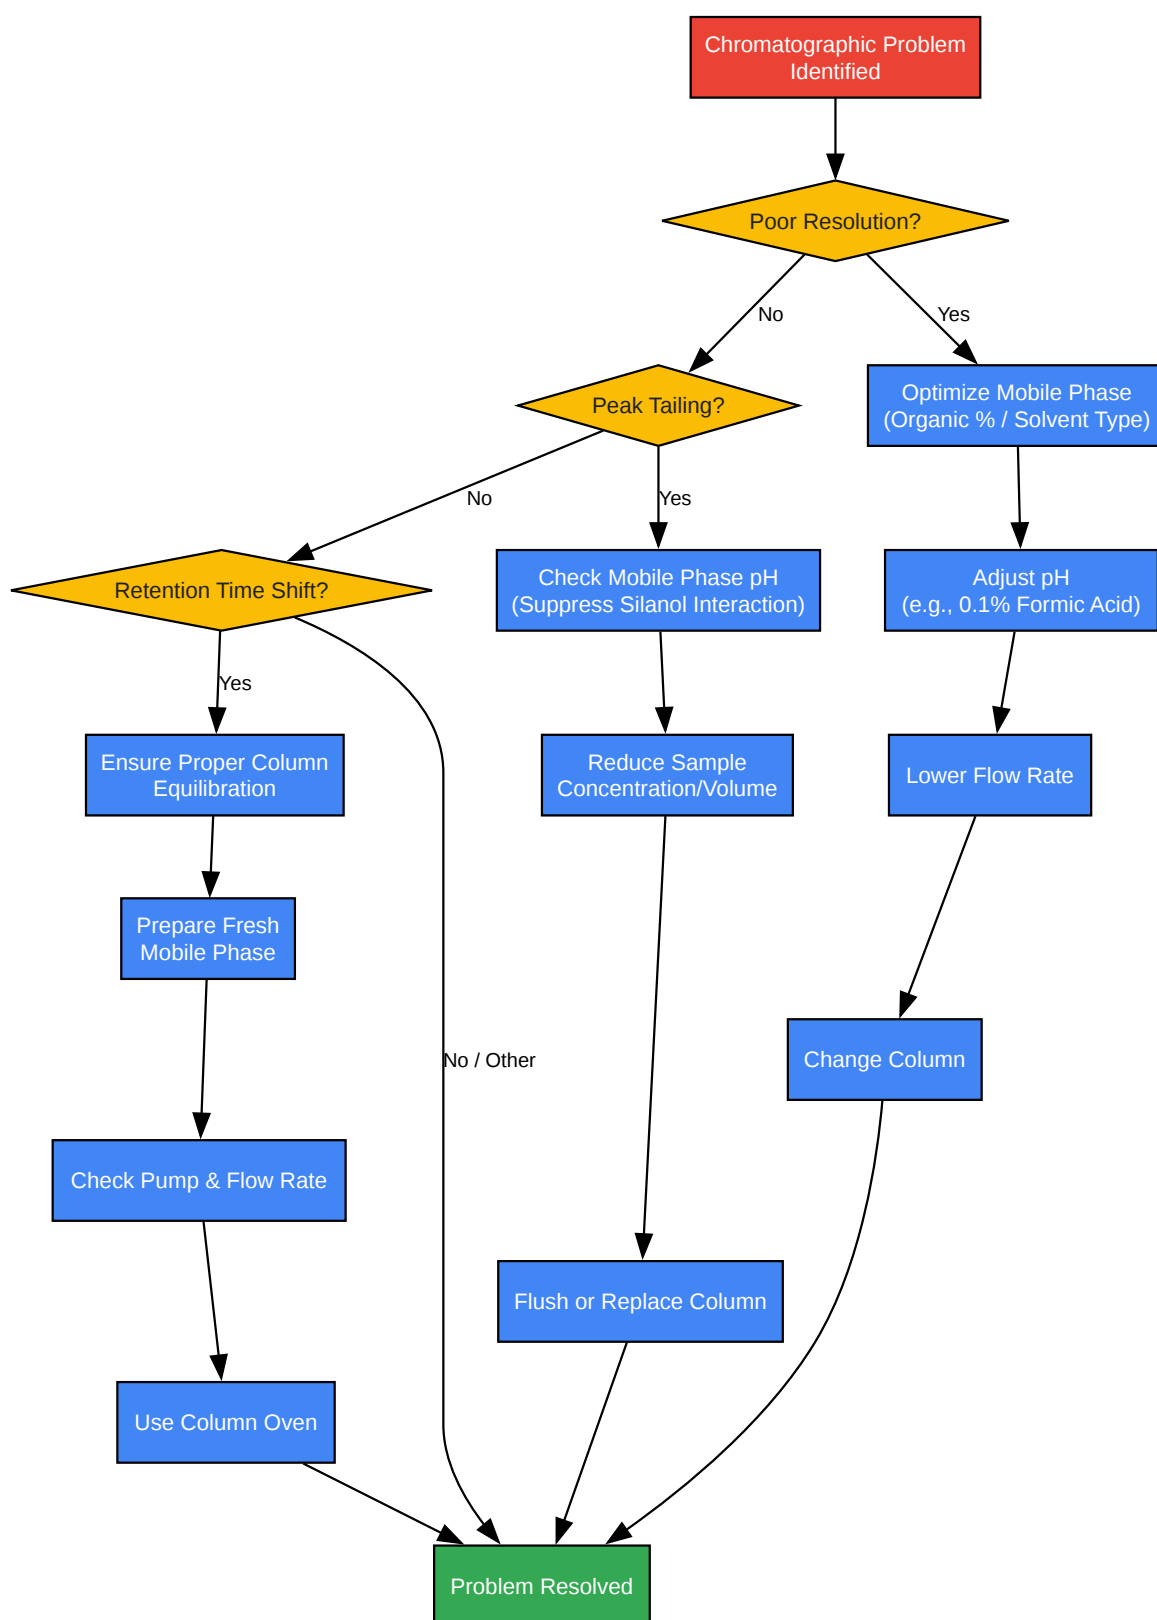 Chromatographic Problem
Identified
Poor Resolution?
No
Yes
Peak Tailing?
Optimize Mobile Phase
(Organic % / Solvent Type)
No
Yes
Retention Time Shift?
Check Mobile Phase pH
(Suppress Silanol Interaction)
Adjust pH
(e.g., 0.1% Formic Acid)
Yes
Ensure Proper Column
Equilibration
Reduce Sample
Concentration/Volume
Lower Flow Rate
Prepare Fresh
Mobile Phase
No / Other
Change Column
Check Pump & Flow Rate
Flush or Replace Column
Use Column Oven
Problem Resolved